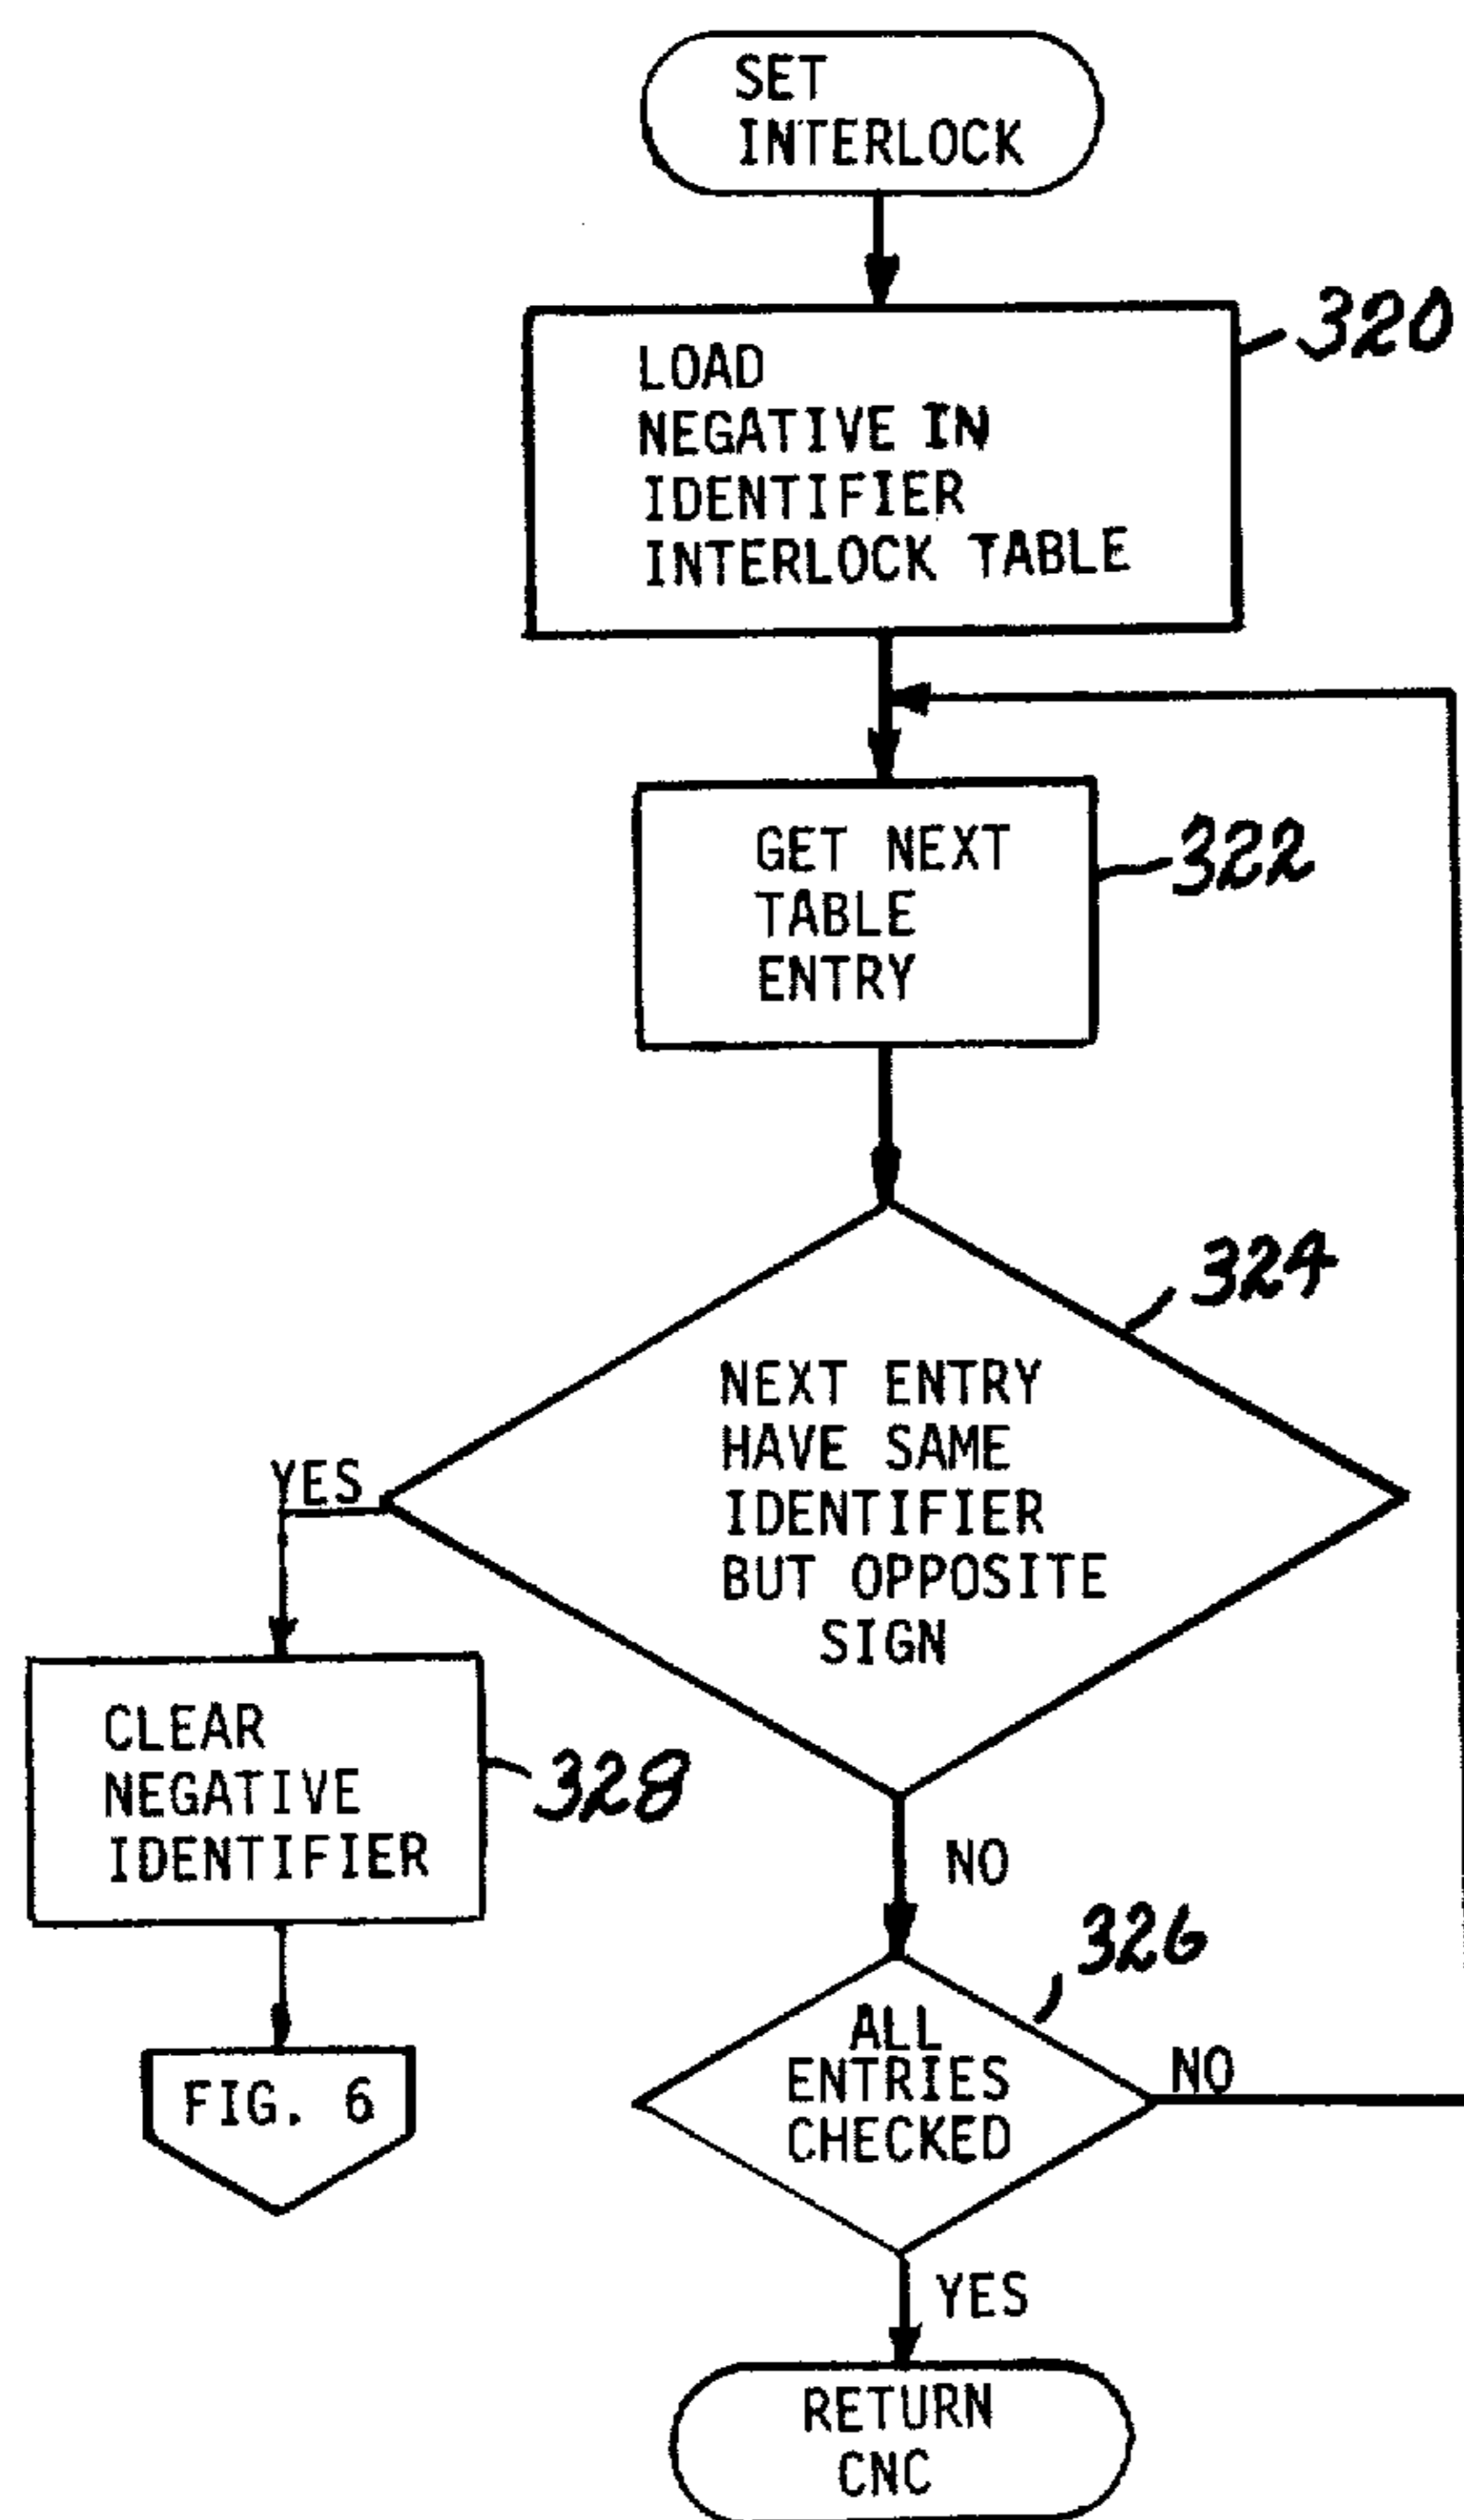 SET
INTERLOCK
320
LOAD
NEGATIVE IN
IDENTIFIER
INTERLOCK TABLE
322
GET NEXT
TABLE
ENTRY
324
NEXT ENTRY
HAVE SAME
IDENTIFIER
BUT OPPOSITE
SIGN
YES
CLEAR
NEGATIVE
IDENTIFIER
328
NO
326
ALL
ENTRIES
CHECKED
NO
FIG. 6
YES
RETURN
CNC